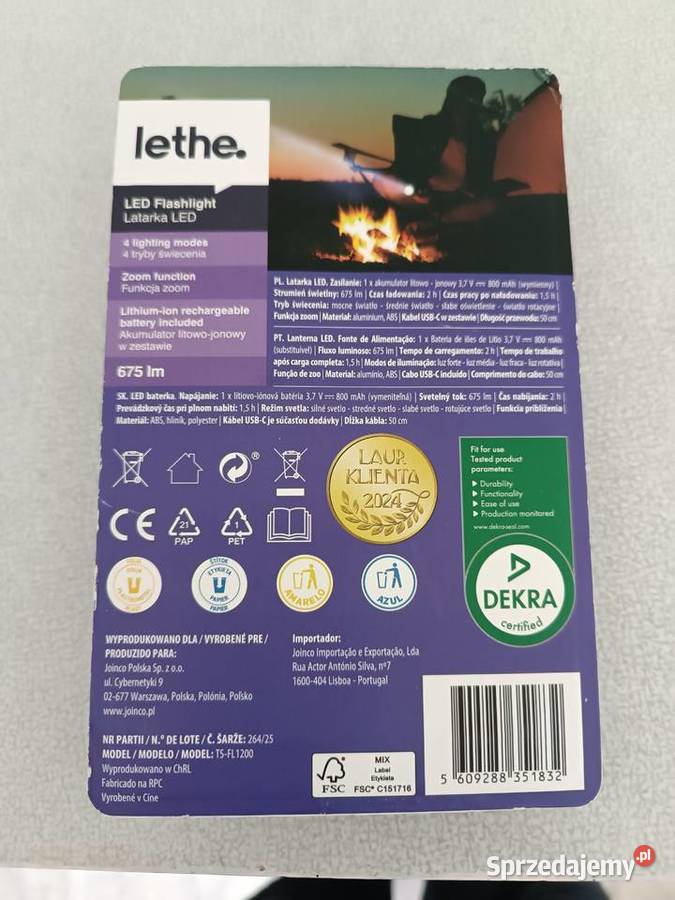 lethe.
LED Flashlight
Latarka LED
4 lighting modes
4 tryby świecenia
Zoom function
Funkcja zoom
Lithium-ion rechargeable
battery included
Akumulator litowo-jonowy
w zestawie
675 lm
PL. Latarka LED. Zasilanie: 1 x akumulator litowo - jonowy 3,7 V ⎓ 800 mAh (wymienny) |
Strumień świetlny: 675 lm | Czas ładowania: 2 h | Czas pracy po naładowaniu: 1,5 h |
Tryb świecenia: mocne światło - średnie światło - słabe oświetlenie - światło rotacyjne |
Funkcja zoom | Materiał: aluminium, ABS | Kabel USB-C w zestawie | Długość przewodu: 50 cm
PT. Lanterna LED. Fonte de Alimentação: 1 x Bateria de iões de Lítio 3,7 V ⎓ 800 mAh
(substituível) | Fluxo luminoso: 675 lm | Tempo de carregamento: 2 h | Tempo de trabalho
após carga completa: 1,5 h | Modos de iluminação: luz forte - luz média - luz fraca - luz rotativa |
Função de zoo | Material: alumínio, ABS | Cabo USB-C incluído | Comprimento do cabo: 50 cm
SK. LED baterka. Napájanie: 1 x lítiovo-iónová batéria 3,7 V ⎓ 800 mAh (vymeniteľná) | Svetelný tok: 675 lm | Čas nabíjania: 2 h |
Prevádzkový čas pri plnom nabití: 1,5 h | Režim svetla: silné svetlo - stredné svetlo - slabé svetlo - rotujúce svetlo | Funkcia priblíženia |
Materiál: ABS, hliník, polyester | Kábel USB-C je súčasťou dodávky | Dĺžka kábla: 50 cm
®
LAUR
KLIENTA
2024
Fit for use
Tested product
parameters:
Durability
Functionality
Ease of use
Production monitored
www.dekra-seal.com
DEKRA
certified
CE
21
PAP
1
PET
ETYKIETA
PAPIER
AMARELO
AZUL
WYPRODUKOWANO DLA / VYROBENÉ PRE /
PRODUZIDO PARA:
Joinco Polska Sp. z o.o.
ul. Cybernetyki 9
02-677 Warszawa, Polska, Polónia, Poľsko
www.joinco.pl
Importador:
Joinco Importação e Exportação, Lda
Rua Actor António Silva, nº7
1600-404 Lisboa - Portugal
NR PARTII / N.º DE LOTE / Č. ŠARŽE: 264/25
MODEL / MODELO / MODEL: TS-FL1200
Wyprodukowano w ChRL
Fabricado na RPC
Vyrobené v Číne
FSC
MIX
Label
Etykieta
FSC® C151716
5 609288 351832
Sprzedajemy.pl